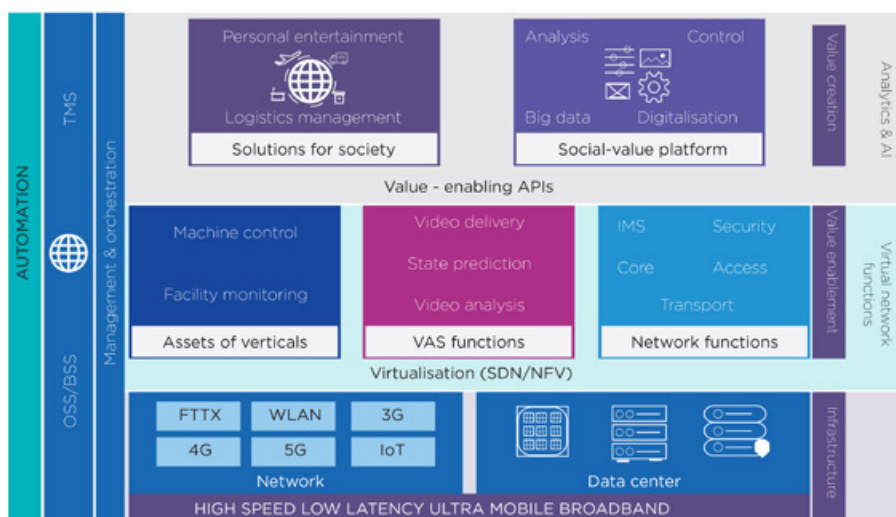 AUTOMATION
TMS
OSS/BSS
Management & orchestration
Personal entertainment
Logistics management
Solutions for society
Analysis
Control
Big data
Digitalisation
Social-value platform
Value creation
Analytics & AI
Value - enabling APIs
Machine control
Facility monitoring
Assets of verticals
Video delivery
State prediction
Video analysis
VAS functions
IMS
Security
Core
Access
Transport
Network functions
Value enablement
Virtual network
functions
Virtualisation (SDN/NFV)
FTTX
WLAN
3G
4G
5G
IoT
Network
Data center
Infrastructure
HIGH SPEED LOW LATENCY ULTRA MOBILE BROADBAND